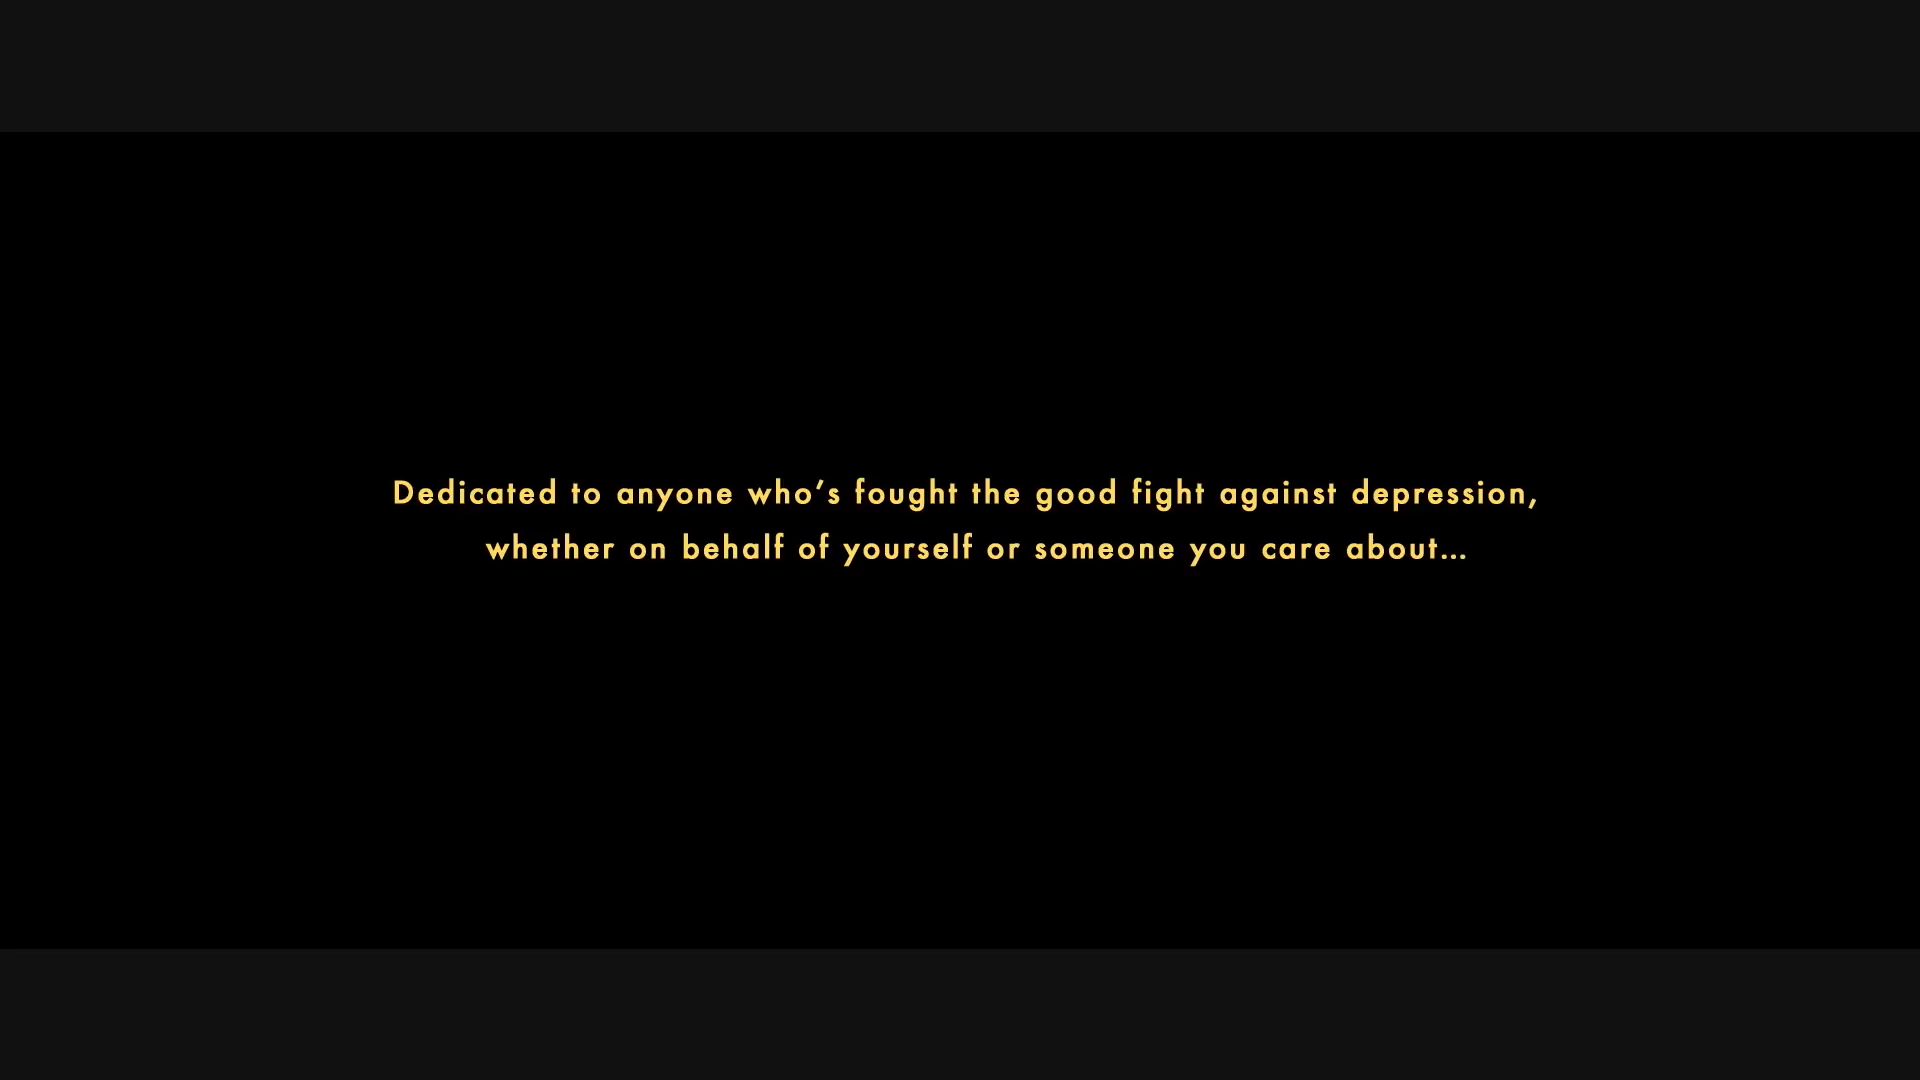 Dedicated to anyone who’s fought the good fight against depression,
whether on behalf of yourself or someone you care about...